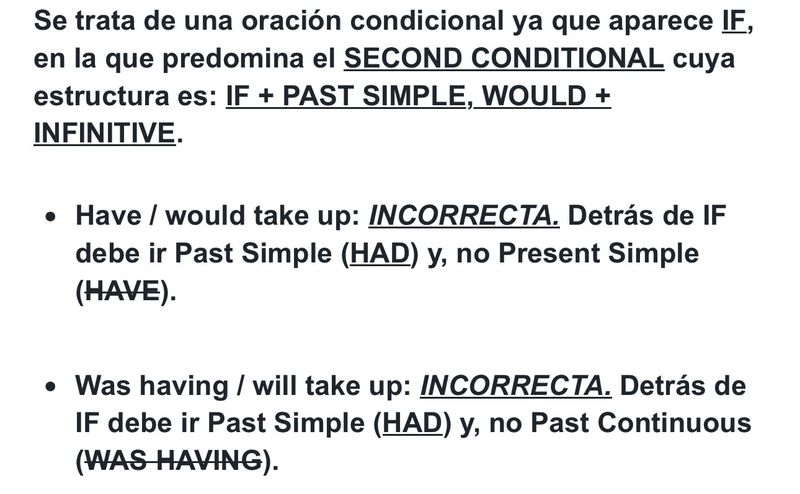 Se trata de una oración condicional ya que aparece IF,
en la que predomina el SECOND CONDITIONAL cuya
estructura es: IF + PAST SIMPLE, WOULD +
INFINITIVE.
• Have / would take up: INCORRECTA. Detrás de IF
debe ir Past Simple (HAD) y, no Present Simple
(HAVE).
• Was having / will take up: INCORRECTA. Detrás de
IF debe ir Past Simple (HAD) y, no Past Continuous
(WAS HAVING).